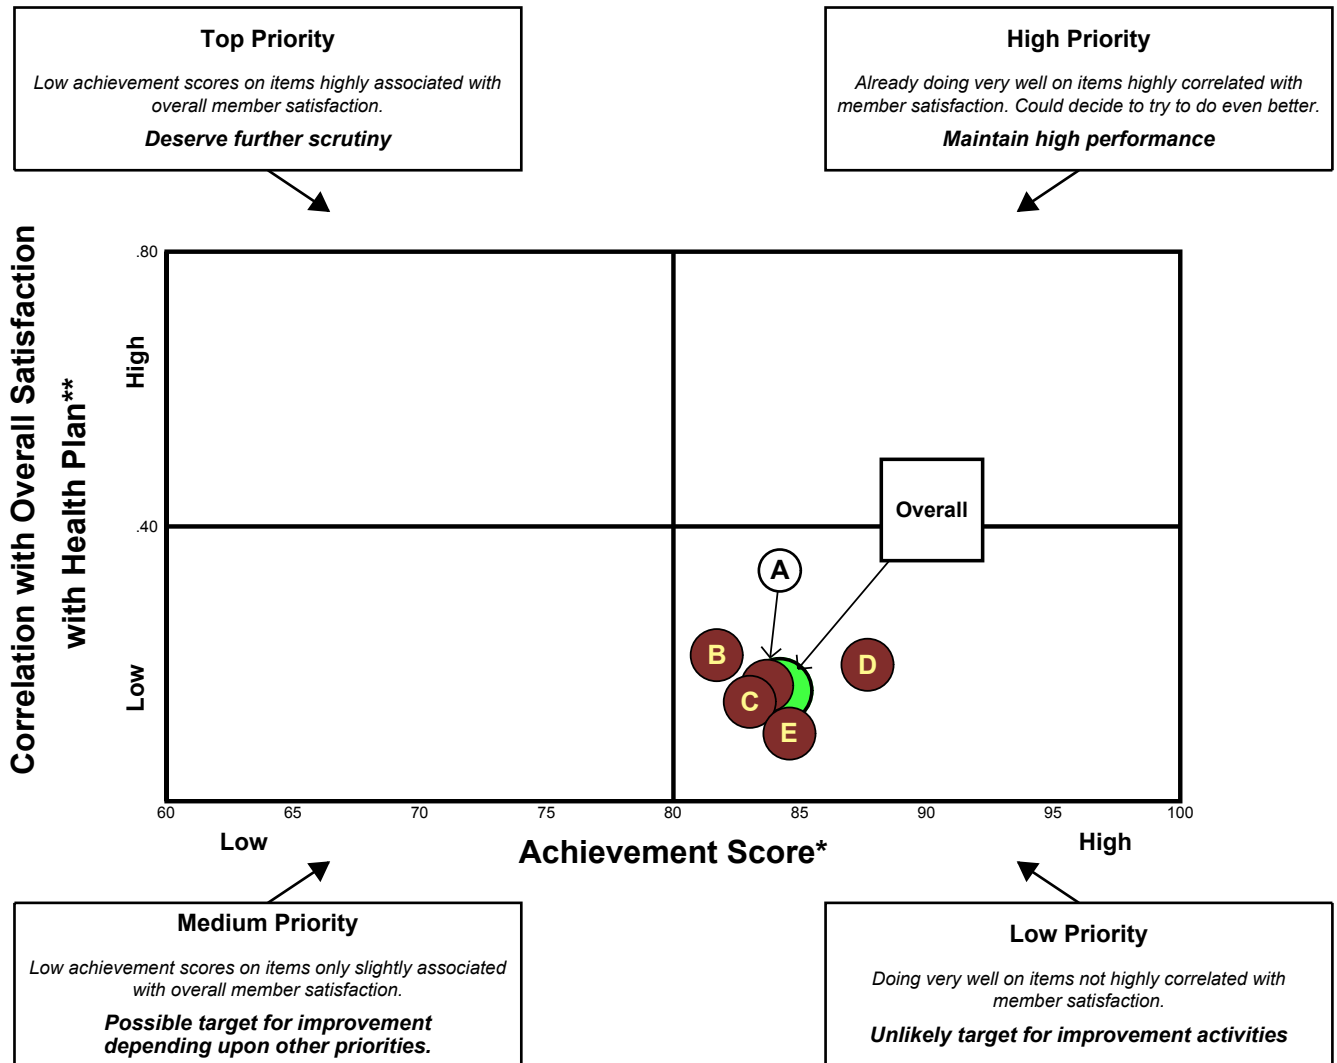 Top Priority
Low achievement scores on items highly associated with
overall member satisfaction.
Deserve further scrutiny
High Priority
Already doing very well on items highly correlated with
member satisfaction. Could decide to try to do even better.
Maintain high performance
Correlation with Overall Satisfaction
with Health Plan**
.80
High
.40
Low
Overall
A
B
D
C
E
60
65
70
75
80
85
90
95
100
Low
Achievement Score*
High
Medium Priority
Low achievement scores on items only slightly associated
with overall member satisfaction.
Possible target for improvement
depending upon other priorities.
Low Priority
Doing very well on items not highly correlated with
member satisfaction.
Unlikely target for improvement activities